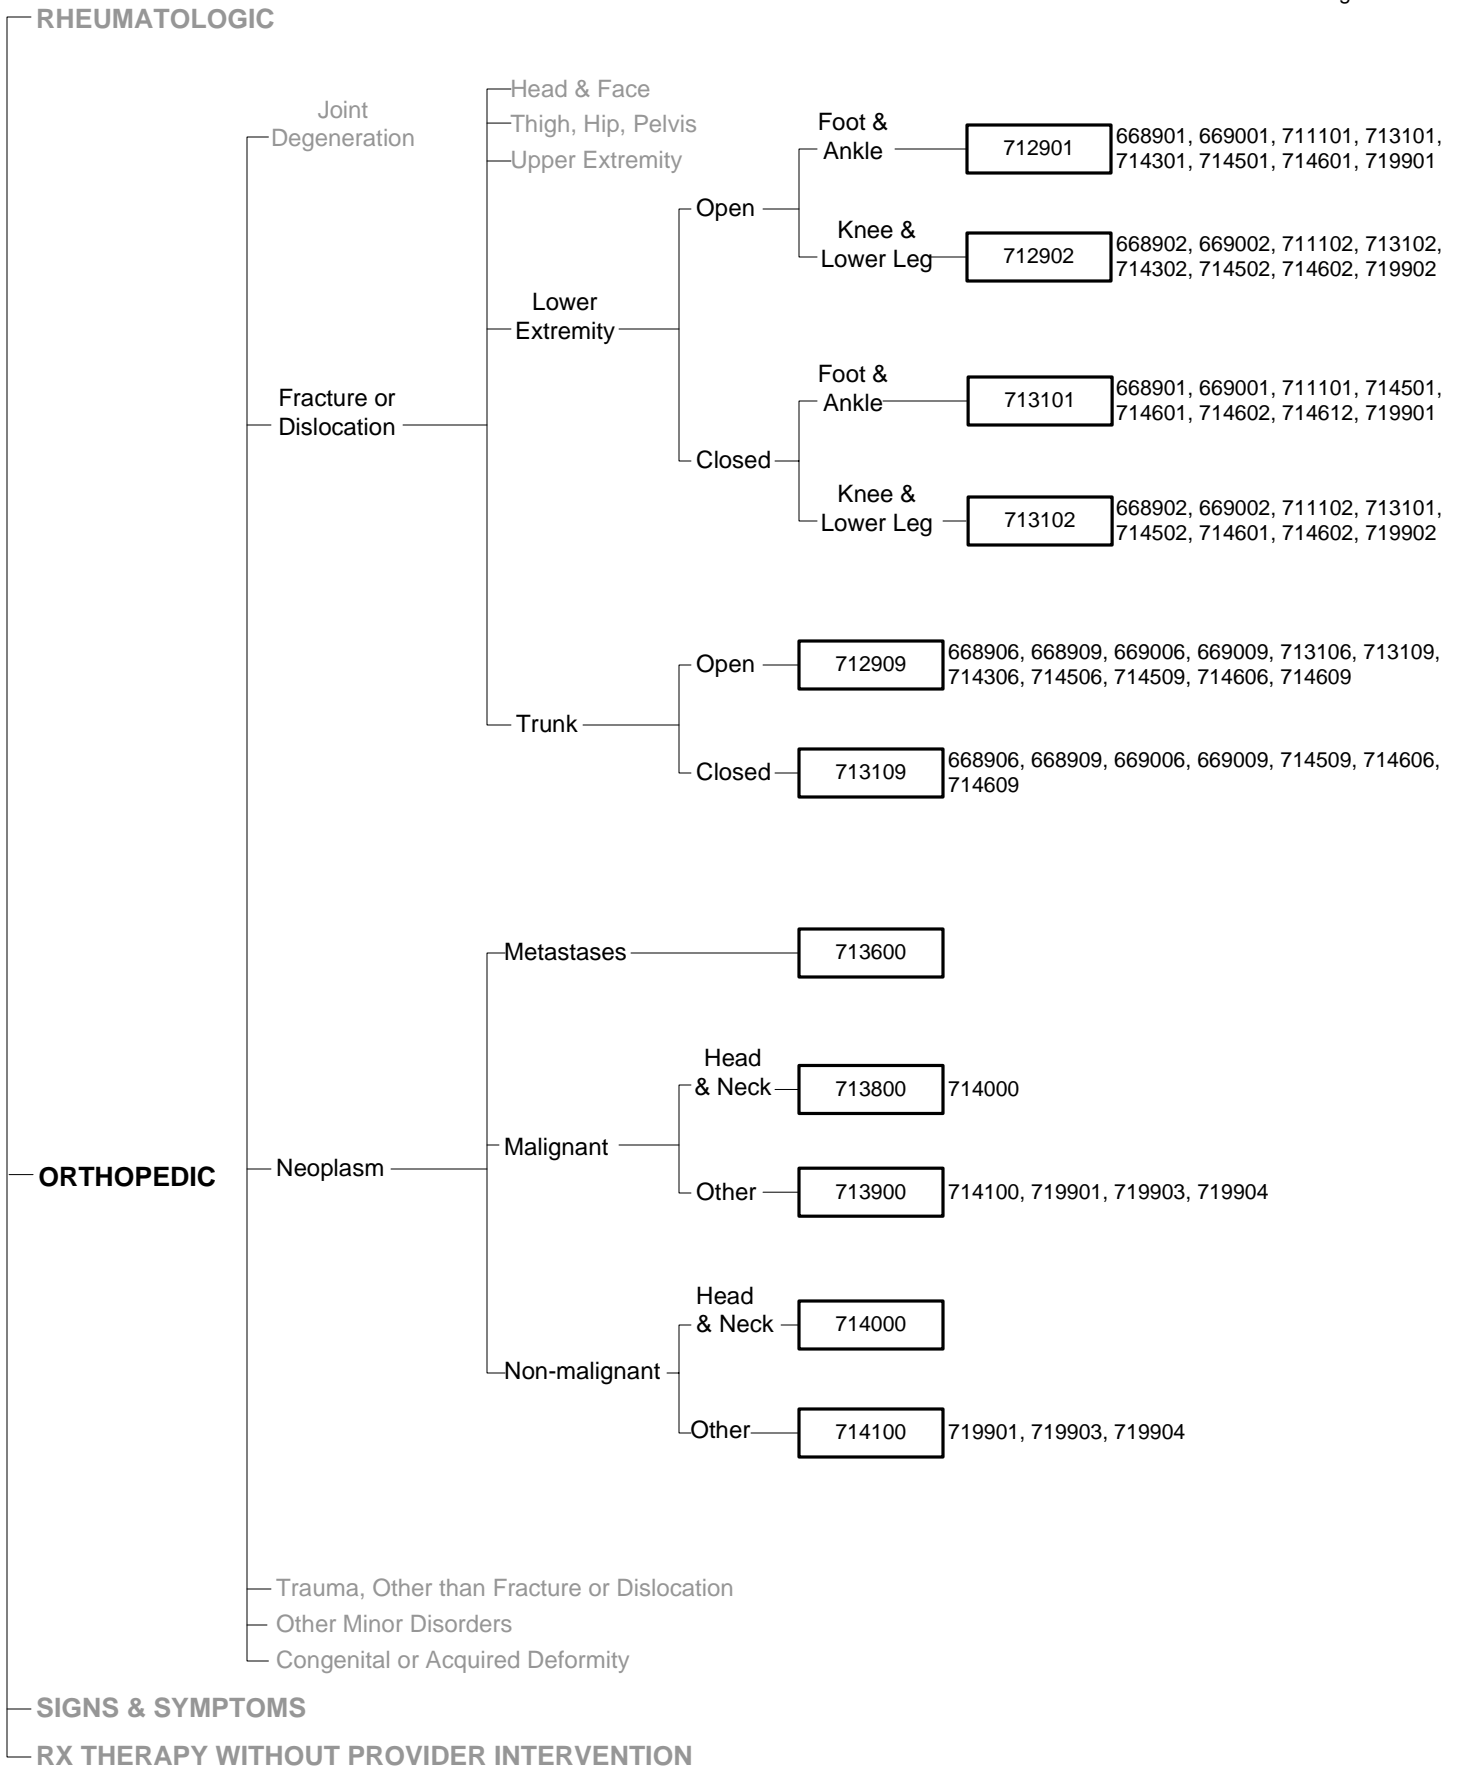 RHEUMATOLOGIC
Joint
Degeneration
Head & Face
Thigh, Hip, Pelvis
Upper Extremity
Foot &
Ankle
712901
668901, 669001, 711101, 713101,
714301, 714501, 714601, 719901
Open
Knee &
Lower Leg
712902
668902, 669002, 711102, 713102,
714302, 714502, 714602, 719902
Lower
Extremity
Fracture or
Dislocation
Foot &
Ankle
713101
668901, 669001, 711101, 714501,
714601, 714602, 714612, 719901
Closed
Knee &
Lower Leg
713102
668902, 669002, 711102, 713101,
714502, 714601, 714602, 719902
Open
712909
668906, 668909, 669006, 669009, 713106, 713109,
714306, 714506, 714509, 714606, 714609
Trunk
Closed
713109
668906, 668909, 669006, 669009, 714509, 714606,
714609
Metastases
713600
Head
& Neck
713800
714000
Malignant
Neoplasm
ORTHOPEDIC
Other
713900
714100, 719901, 719903, 719904
Head
& Neck
714000
Non-malignant
Other
714100
719901, 719903, 719904
Trauma, Other than Fracture or Dislocation
Other Minor Disorders
Congenital or Acquired Deformity
SIGNS & SYMPTOMS
RX THERAPY WITHOUT PROVIDER INTERVENTION